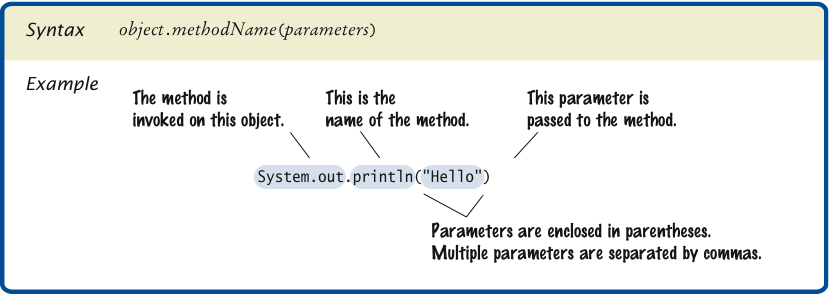 Syntax object.methodName(parameters)
Example
The method is
invoked on this object.
This is the
name of the method.
This parameter is
passed to the method.
System.out.println("Hello")
Parameters are enclosed in parentheses.
Multiple parameters are separated by commas.